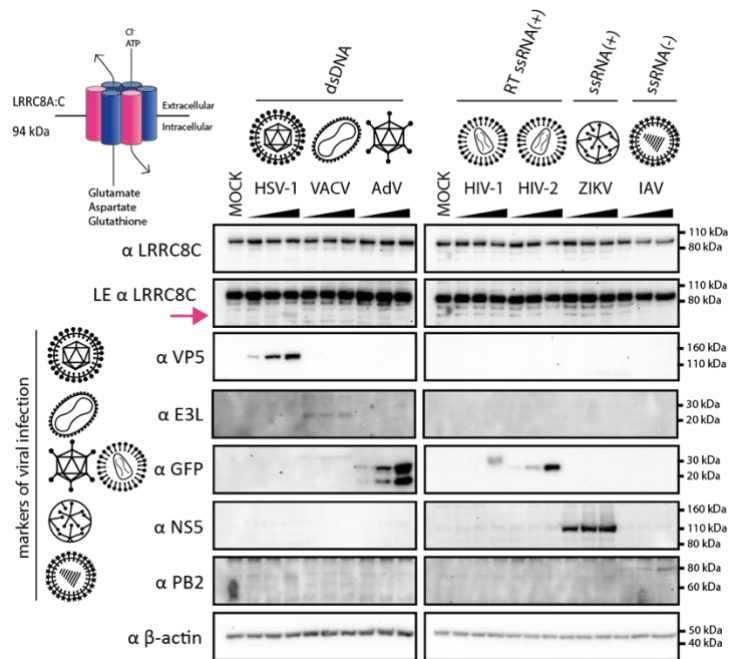 Cl-
ATP
LRRC8A:C
94 kDa
Extracellular
Intracellular
Glutamate
Aspartate
Glutathione
dsDNA
RT ssRNA(+)
ssRNA(+)
ssRNA(-)
MOCK
HSV-1
VACV
AdV
MOCK
HIV-1
HIV-2
ZIKV
IAV
α LRRC8C
110 kDa
80 kDa
LE α LRRC8C
110 kDa
80 kDa
markers of viral infection
α VP5
160 kDa
110 kDa
α E3L
30 kDa
20 kDa
α GFP
30 kDa
20 kDa
α NS5
160 kDa
110 kDa
80 kDa
α PB2
80 kDa
60 kDa
α β-actin
50 kDa
40 kDa